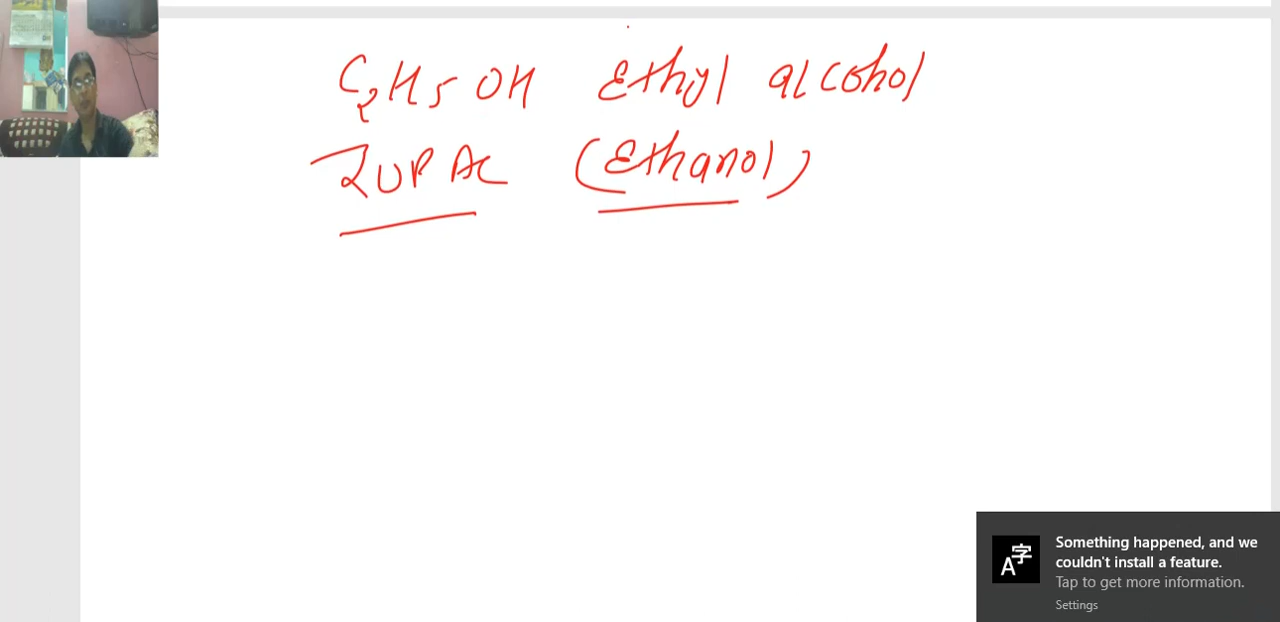 C2H5OH Ethyl alcohol
IUPAC (Ethanol)
Something happened, and we
couldn't install a feature.
Tap to get more information.
Settings